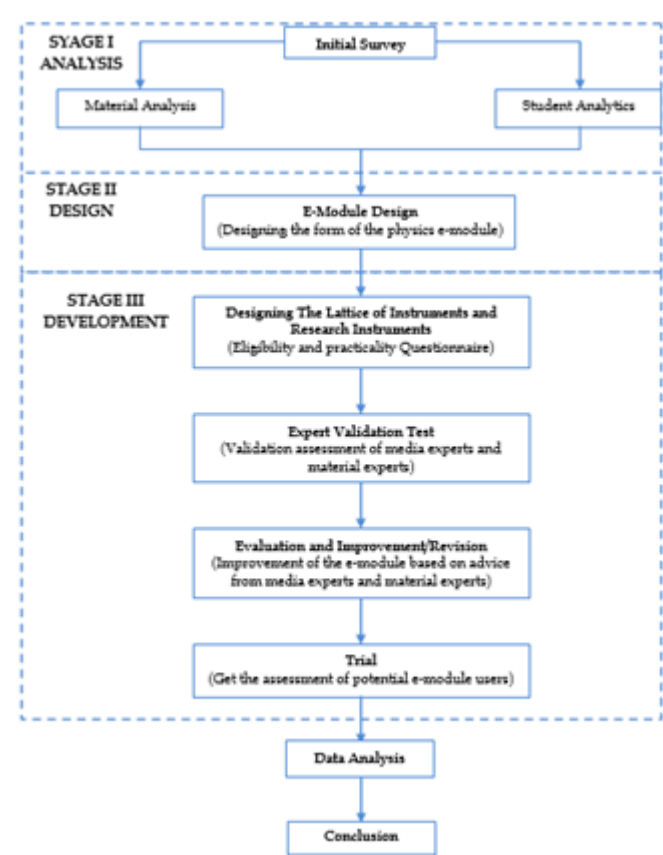 SYAGE I
ANALYSIS
Initial Survey
Material Analysis
Student Analytics
STAGE II
DESIGN
E-Module Design
(Designing the form of the physics e-module)
STAGE III
DEVELOPMENT
Designing The Lattice of Instruments and
Research Instruments
(Eligibility and practicality Questionnaire)
Expert Validation Test
(Validation assessment of media experts and
material experts)
Evaluation and Improvement/Revision
(Improvement of the e-module based on advice
from media experts and material experts)
Trial
(Get the assessment of potential e-module users)
Data Analysis
Conclusion